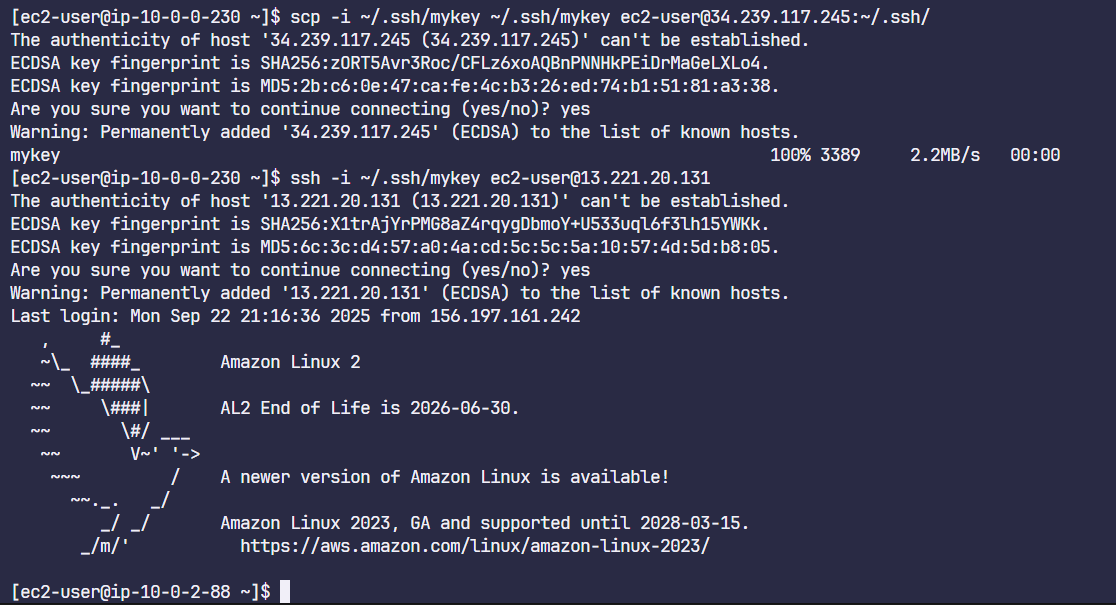 [ec2-user@ip-10-0-0-230 ~]$ scp -i ~/.ssh/mykey ~/.ssh/mykey ec2-user@34.239.117.245:~/.ssh/
The authenticity of host '34.239.117.245 (34.239.117.245)' can't be established.
ECDSA key fingerprint is SHA256:zORT5Avr3Roc/CFLz6xoAQBnPNNHkPEiDrMaGeLXLo4.
ECDSA key fingerprint is MD5:2b:c6:0e:47:ca:fe:4c:b3:26:ed:74:b1:51:81:a3:38.
Are you sure you want to continue connecting (yes/no)? yes
Warning: Permanently added '34.239.117.245' (ECDSA) to the list of known hosts.
mykey                                                                       100% 3389     2.2MB/s   00:00
[ec2-user@ip-10-0-0-230 ~]$ ssh -i ~/.ssh/mykey ec2-user@13.221.20.131
The authenticity of host '13.221.20.131 (13.221.20.131)' can't be established.
ECDSA key fingerprint is SHA256:X1trAjYrPMG8aZ4rqygDbmoY+U533uql6f3lh15YWKk.
ECDSA key fingerprint is MD5:6c:3c:d4:57:a0:4a:cd:5c:5c:5a:10:57:4d:5d:b8:05.
Are you sure you want to continue connecting (yes/no)? yes
Warning: Permanently added '13.221.20.131' (ECDSA) to the list of known hosts.
Last login: Mon Sep 22 21:16:36 2025 from 156.197.161.242
   ,     #_
   ~\_  ####_        Amazon Linux 2
  ~~  \_#####\
  ~~     \###|       AL2 End of Life is 2026-06-30.
  ~~       \#/ ___
   ~~       V~' '->
    ~~~         /    A newer version of Amazon Linux is available!
      ~~._.   _/
         _/ _/       Amazon Linux 2023, GA and supported until 2028-03-15.
       _/m/'           https://aws.amazon.com/linux/amazon-linux-2023/
[ec2-user@ip-10-0-2-88 ~]$